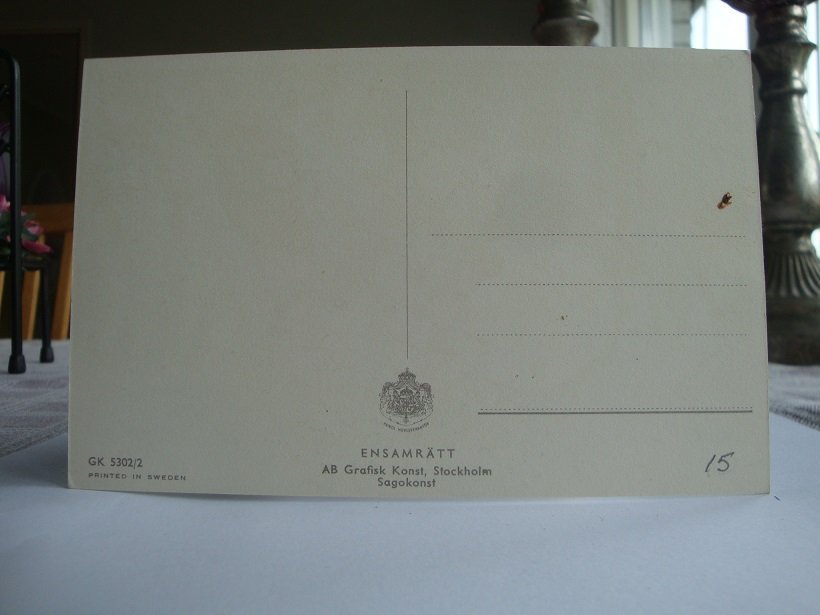 ENSAMRÄTT
AB Grafisk Konst, Stockholm
Sagokonst
GK 5302/2
PRINTED IN SWEDEN
15